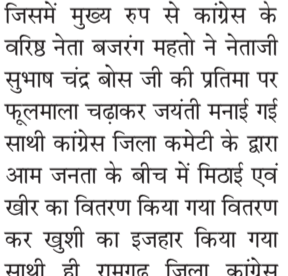 जिसमें मुख्य रुप से कांग्रेस के
वरिष्ठ नेता बजरंग महतो ने नेताजी
सुभाष चंद्र बोस जी की प्रतिमा पर
फूलमाला चढ़ाकर जयंती मनाई गई
साथी कांग्रेस जिला कमेटी के द्वारा
आम जनता के बीच में मिठाई एवं
खीर का वितरण किया गया वितरण
कर खुशी का इजहार किया गया
साथी ही रामगढ़ जिला कांग्रेस